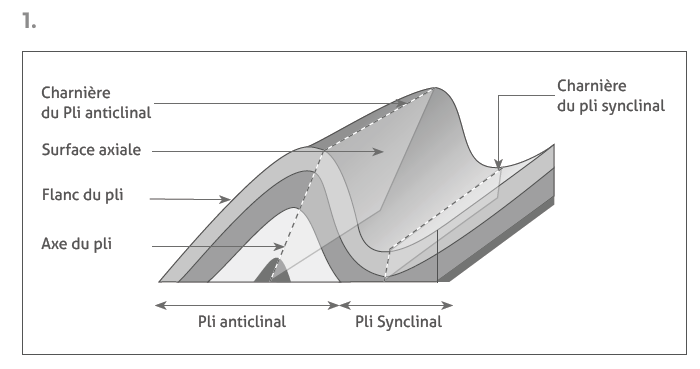 1.
Charnière
du Pli anticlinal
Charnière
du pli synclinal
Surface axiale
Flanc du pli
Axe du pli
Pli anticlinal
Pli Synclinal